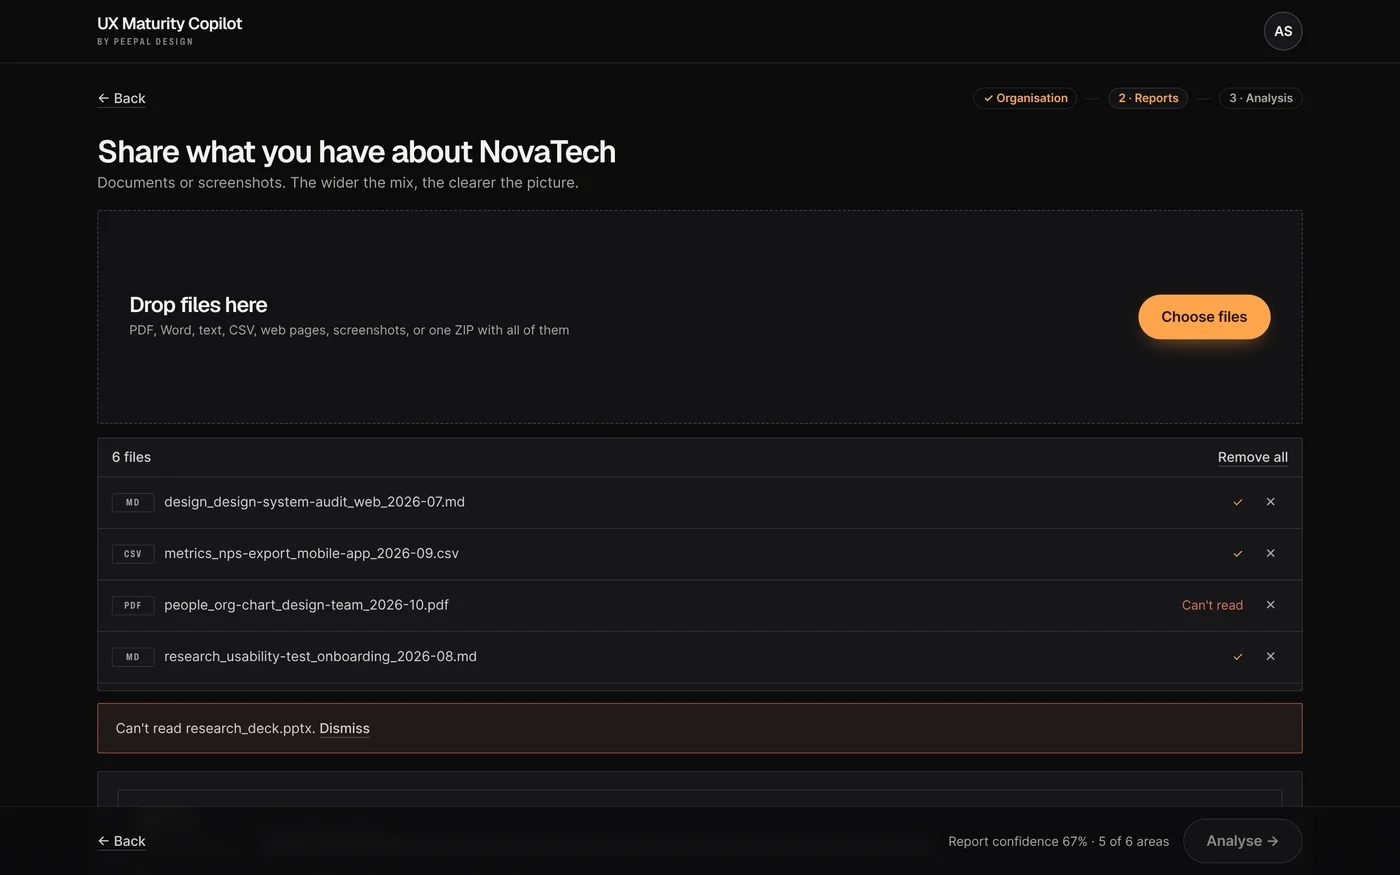 UX Maturity Copilot
BY PEEPAL DESIGN
AS
← Back
✓ Organisation
2 · Reports
3 · Analysis
Share what you have about NovaTech
Documents or screenshots. The wider the mix, the clearer the picture.
Drop files here
PDF, Word, text, CSV, web pages, screenshots, or one ZIP with all of them
Choose files
6 files
Remove all
MD design_design-system-audit_web_2026-07.md ✓ ✕
CSV metrics_nps-export_mobile-app_2026-09.csv ✓ ✕
PDF people_org-chart_design-team_2026-10.pdf Can't read ✕
MD research_usability-test_onboarding_2026-08.md ✓ ✕
Can't read research_deck.pptx. Dismiss
← Back
Report confidence 67% · 5 of 6 areas
Analyse →